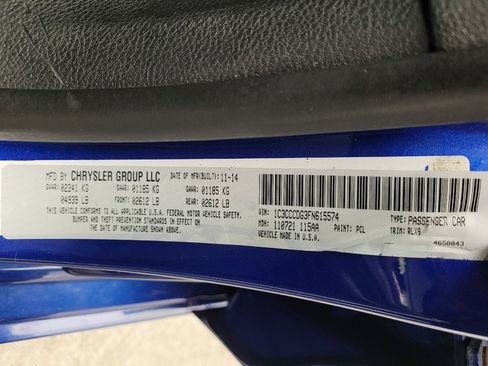 MFD BY CHRYSLER GROUP LLC DATE OF MFR(BUILT) 11-14
GVWR: 02241 KG GAWR: 01185 KG GAWR: 01185 KG
04939 LB FRONT: 02612 LB REAR: 02612 LB
THIS VEHICLE CONFORMS TO ALL APPLICABLE U.S.A. FEDERAL MOTOR VEHICLE SAFETY,
BUMPER AND THEFT PREVENTION STANDARDS IN EFFECT ON
THE DATE OF MANUFACTURE SHOWN ABOVE.
VIN: 1C3CCCDG3FN615574 TYPE: PASSENGER CAR
MDH: 110721 115AA PAINT: PCL TRIM: RLX9
VEHICLE MADE IN U.S.A. 4658843